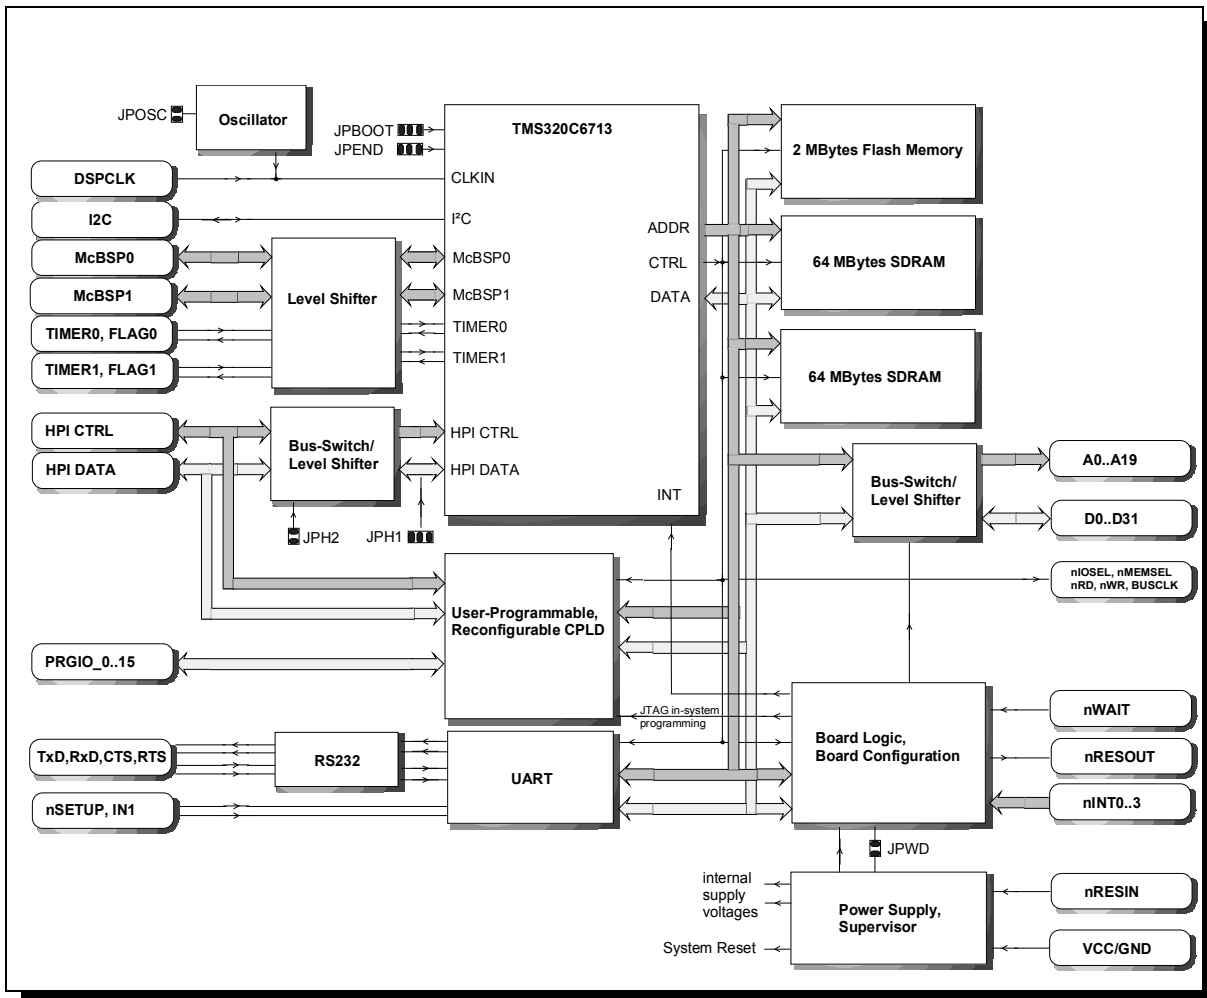 JPOSC
Oscillator
JPBOOT
JPEND
TMS320C6713
2 MBytes Flash Memory
DSPCLK
CLKIN
I2C
I²C
ADDR
McBSP0
McBSP0
CTRL
64 MBytes SDRAM
McBSP1
Level Shifter
McBSP1
DATA
TIMER0, FLAG0
TIMER0
TIMER1, FLAG1
TIMER1
64 MBytes SDRAM
HPI CTRL
Bus-Switch/
Level Shifter
HPI CTRL
HPI DATA
HPI DATA
INT
Bus-Switch/
Level Shifter
A0..A19
D0..D31
JPH2
JPH1
nIOSEL, nMEMSEL
nRD, nWR, BUSCLK
User-Programmable,
Reconfigurable CPLD
PRGIO_0..15
JTAG in-system
programming
nWAIT
Board Logic,
Board Configuration
TxD,RxD,CTS,RTS
RS232
UART
nRESOUT
nSETUP, IN1
nINT0..3
JPWD
internal
supply
voltages
Power Supply,
Supervisor
nRESIN
System Reset
VCC/GND